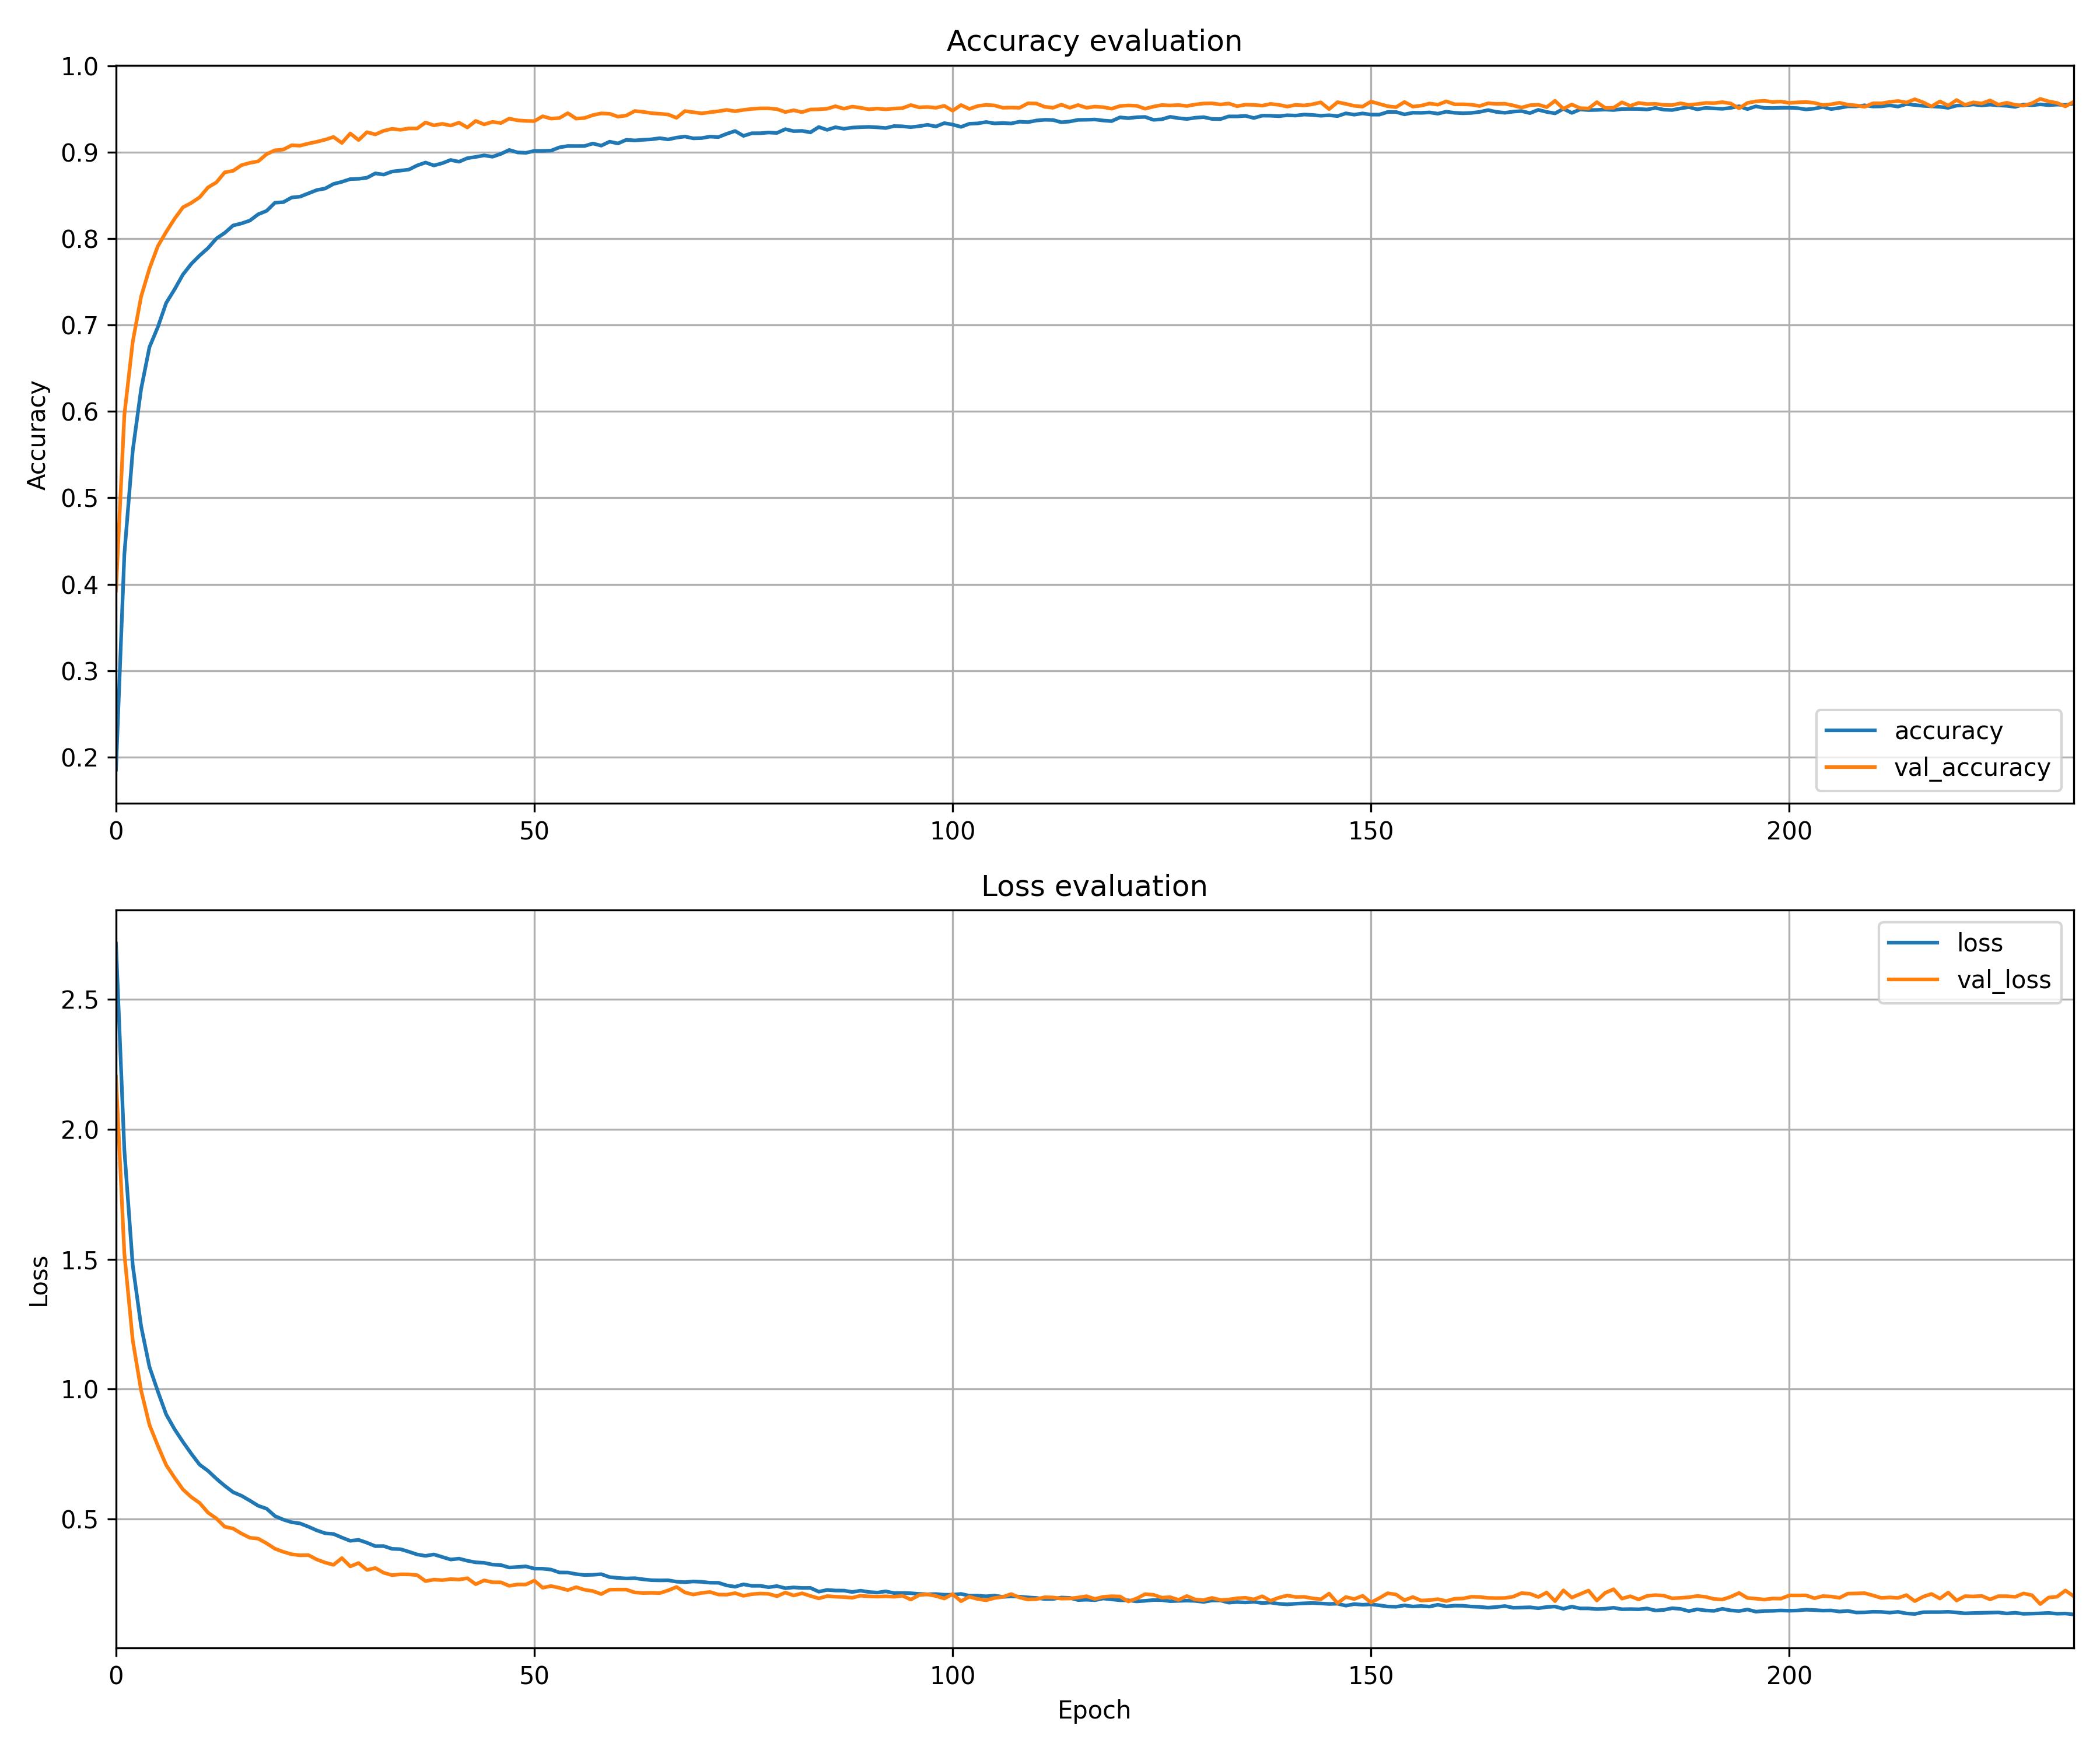 Accuracy evaluation
1.0
0.9
0.8
0.7
0.6
0.5
0.4
0.3
0.2
Accuracy
accuracy
val_accuracy
0 50 100 150 200
Loss evaluation
loss
val_loss
2.5
2.0
1.5
1.0
0.5
Loss
0 50 100 150 200
Epoch